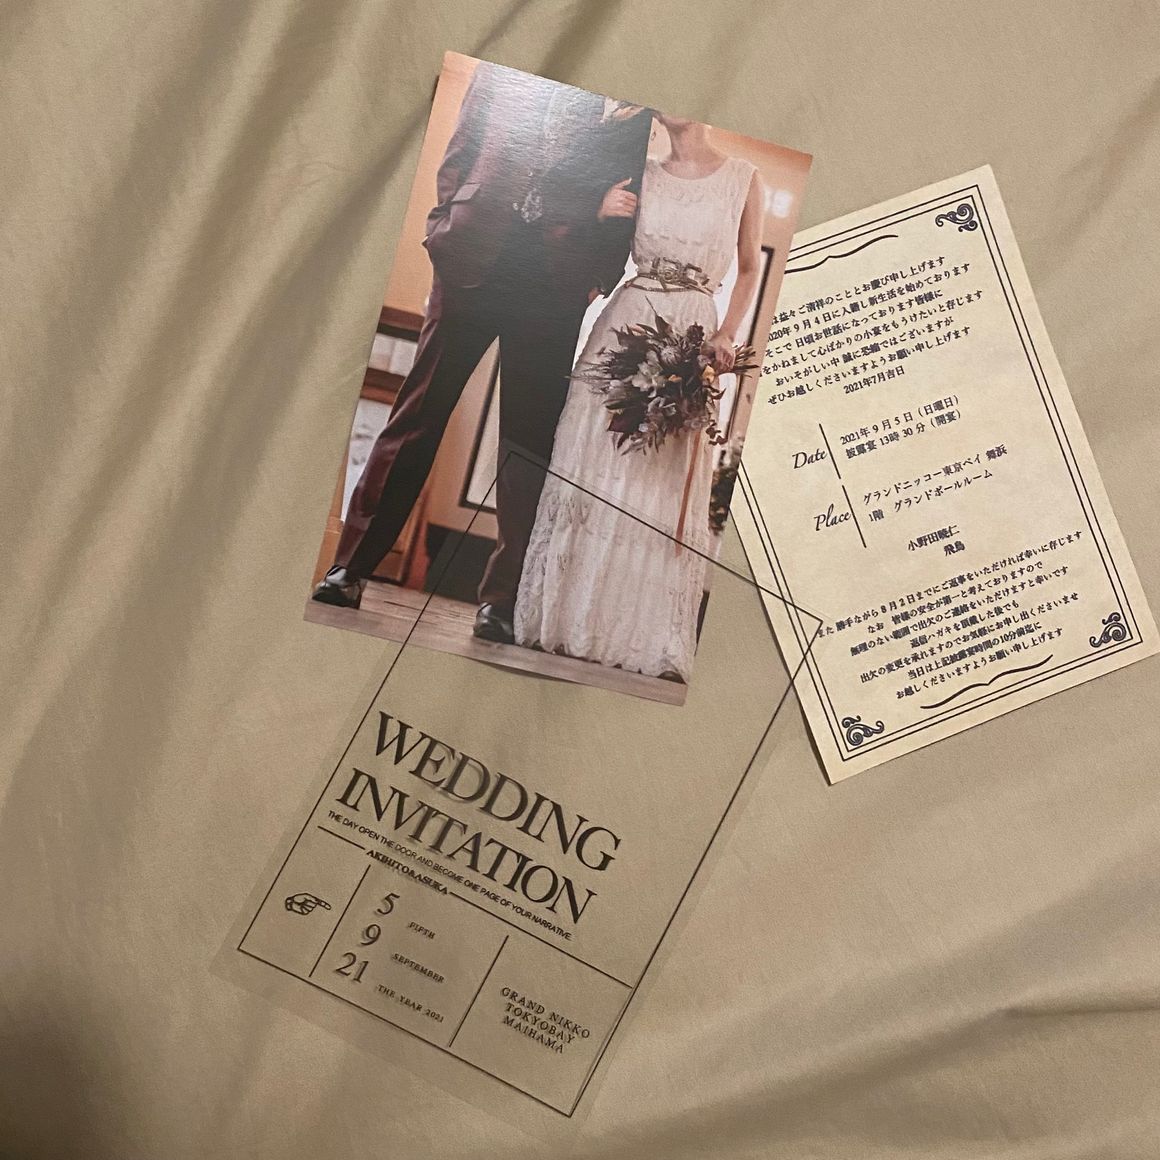 は益々ご清祥のこととお慶び申し上げます
2020年9月4日に入籍し新生活を始めております
そこで 日頃お世話になっております皆様に
をかねまして心ばかりの小宴をもうけたいと存じます
おいそがしい中 誠に恐縮ではございますが
ぜひお越しくださいますようお願い申し上げます
2021年7月吉日
Date
2021年9月5日（日曜日）
披露宴 13時30分（開宴）
Place
グランドニッコー東京ベイ 舞浜
1階 グランドボールルーム
小野田暁仁
飛鳥
また 勝手ながら8月2日までにご返事をいただければ幸いに存じます
なお 皆様の安全が第一と考えておりますので
無理のない範囲で出欠のご連絡をいただけますと幸いです
返信ハガキを頂戴した後でも
出欠の変更を承れますのでお気軽にお申し出くださいませ
当日は上記披露宴時間の10分前迄に
お越しくださいますようお願い申し上げます
WEDDING
INVITATION
THE DAY OPEN THE DOOR AND BECOME ONE PAGE OF YOUR NARRATIVE.
AKIHITO&ASUKA
5 FIFTH
9 SEPTEMBER
21 THE YEAR 2021
GRAND NIKKO
TOKYOBAY
MAIHAMA